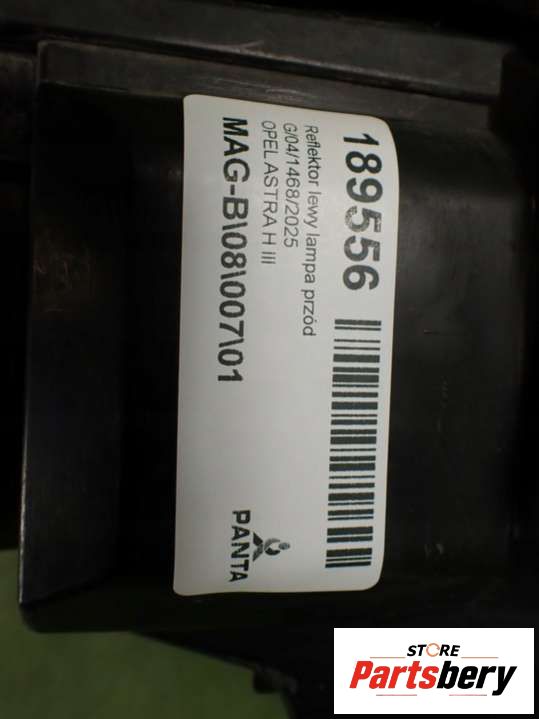 189556
Reflektor lewy lampa przód
G/04/1468/2025
OPEL ASTRA H III
MAG-B\08\007\01
PANTA
STORE
Partsbery